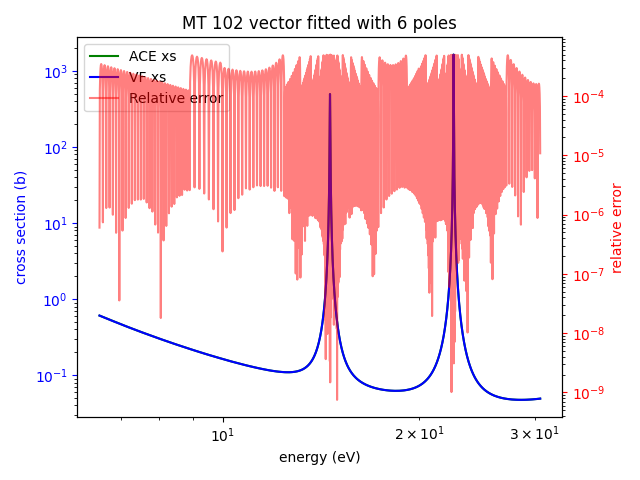 MT 102 vector fitted with 6 poles
ACE xs
VF xs
Relative error
cross section (b)
10³
10²
10¹
10⁰
10⁻¹
relative error
10⁻⁴
10⁻⁵
10⁻⁶
10⁻⁷
10⁻⁸
10⁻⁹
10¹
2 × 10¹
3 × 10¹
energy (eV)